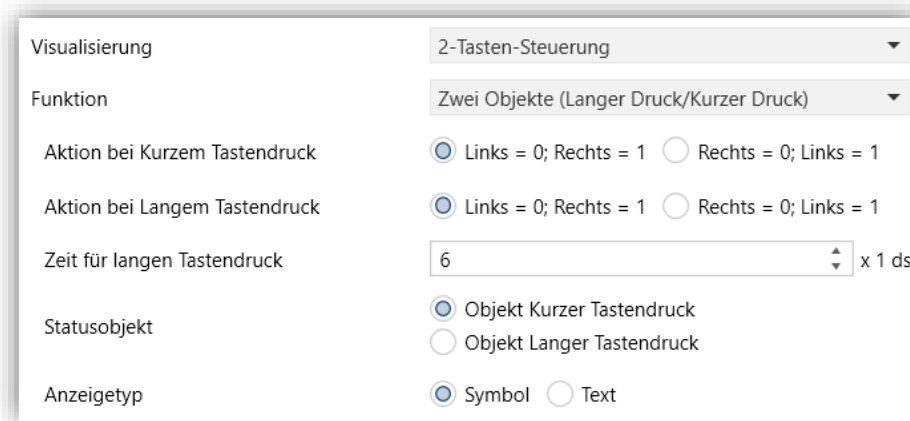 Visualisierung 2-Tasten-Steuerung
Funktion Zwei Objekte (Langer Druck/Kurzer Druck)
Aktion bei Kurzem Tastendruck Links = 0; Rechts = 1 Rechts = 0; Links = 1
Aktion bei Langem Tastendruck Links = 0; Rechts = 1 Rechts = 0; Links = 1
Zeit für langen Tastendruck 6 x 1 ds
Statusobjekt Objekt Kurzer Tastendruck
Objekt Langer Tastendruck
Anzeigetyp Symbol Text